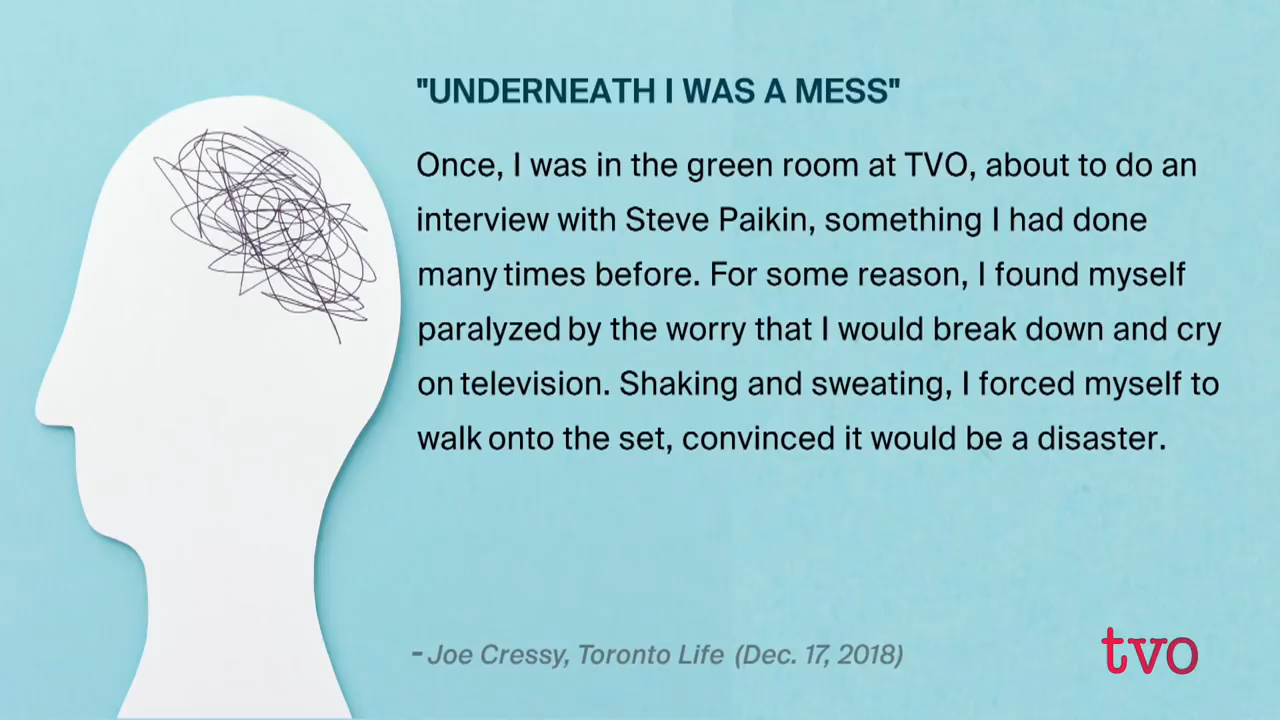 "UNDERNEATH I WAS A MESS"
Once, I was in the green room at TVO, about to do an
interview with Steve Paikin, something I had done
many times before. For some reason, I found myself
paralyzed by the worry that I would break down and cry
on television. Shaking and sweating, I forced myself to
walk onto the set, convinced it would be a disaster.
- Joe Cressy, Toronto Life (Dec. 17, 2018)
tvo